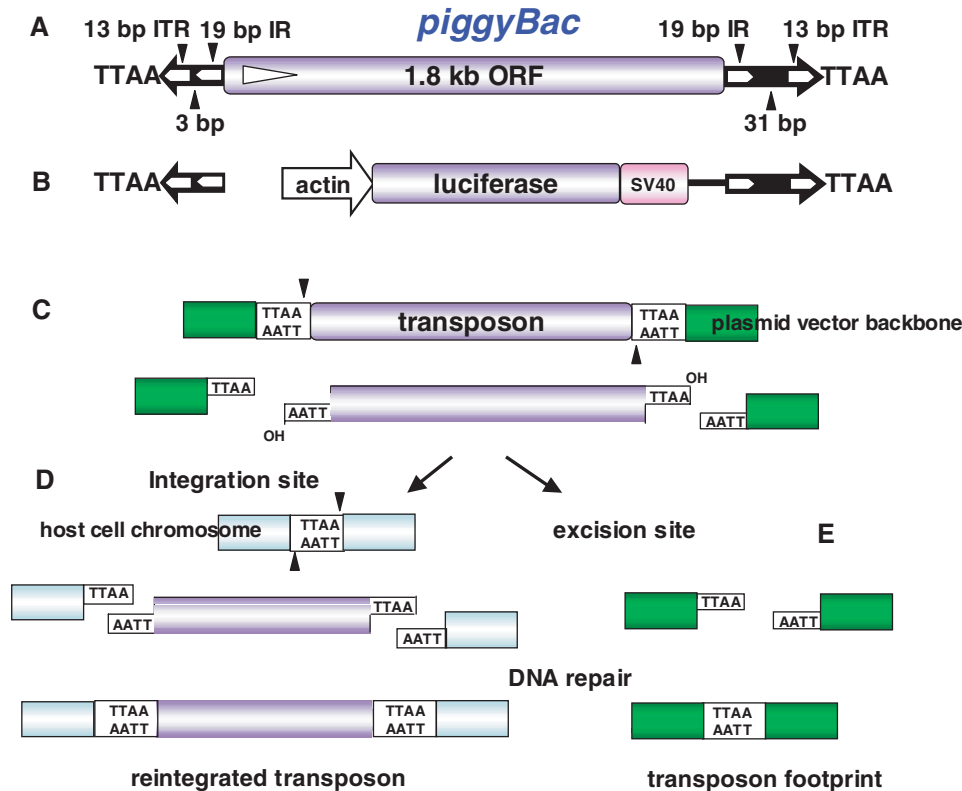 A
piggyBac
13 bp ITR
19 bp IR
19 bp IR
13 bp ITR
TTAA
1.8 kb ORF
TTAA
3 bp
31 bp
B
TTAA
actin
luciferase
SV40
TTAA
C
TTAA
AATT
transposon
TTAA
AATT
plasmid vector backbone
TTAA
AATT
OH
TTAA
OH
AATT
D
Integration site
host cell chromosome
TTAA
AATT
excision site
E
TTAA
AATT
TTAA
AATT
TTAA
AATT
DNA repair
TTAA
AATT
TTAA
AATT
TTAA
AATT
reintegrated transposon
transposon footprint